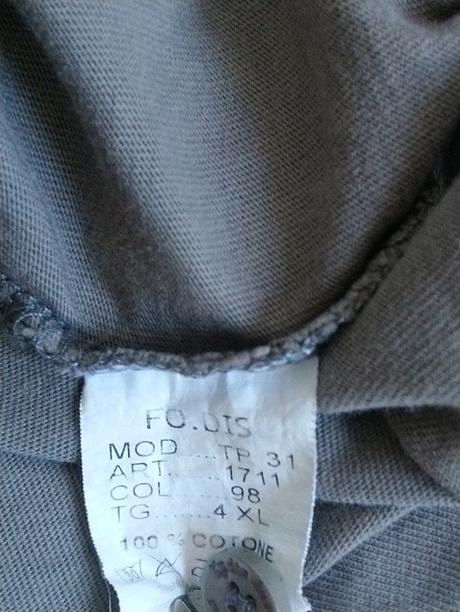 FO.DIS
MOD....TP 31
ART.......1711
COL.......98
TG.......4 XL
100 % COTONE